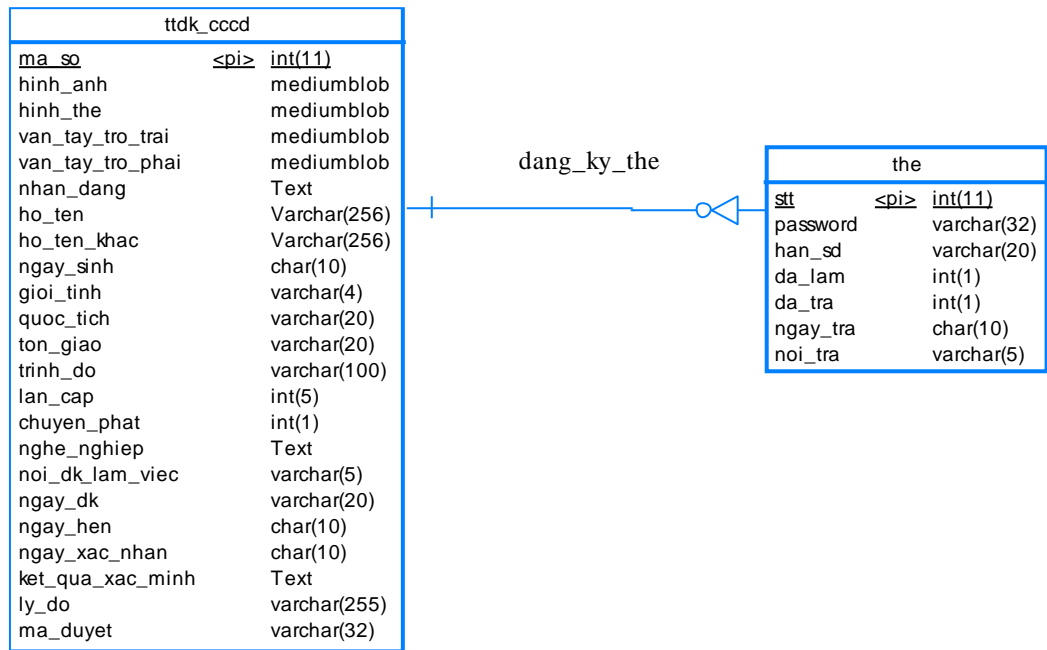 ttdk_cccd
ma_so <pi> int(11)
hinh_anh mediumblob
hinh_the mediumblob
van_tay_tro_trai mediumblob
van_tay_tro_phai mediumblob
nhan_dang Text
ho_ten Varchar(256)
ho_ten_khac Varchar(256)
ngay_sinh char(10)
gioi_tinh varchar(4)
quoc_tich varchar(20)
ton_giao varchar(20)
trinh_do varchar(100)
lan_cap int(5)
chuyen_phat int(1)
nghe_nghiep Text
noi_dk_lam_viec varchar(5)
ngay_dk varchar(20)
ngay_hen char(10)
ngay_xac_nhan char(10)
ket_qua_xac_minh Text
ly_do varchar(255)
ma_duyet varchar(32)
dang_ky_the
the
stt <pi> int(11)
password varchar(32)
han_sd varchar(20)
da_lam int(1)
da_tra int(1)
ngay_tra char(10)
noi_tra varchar(5)